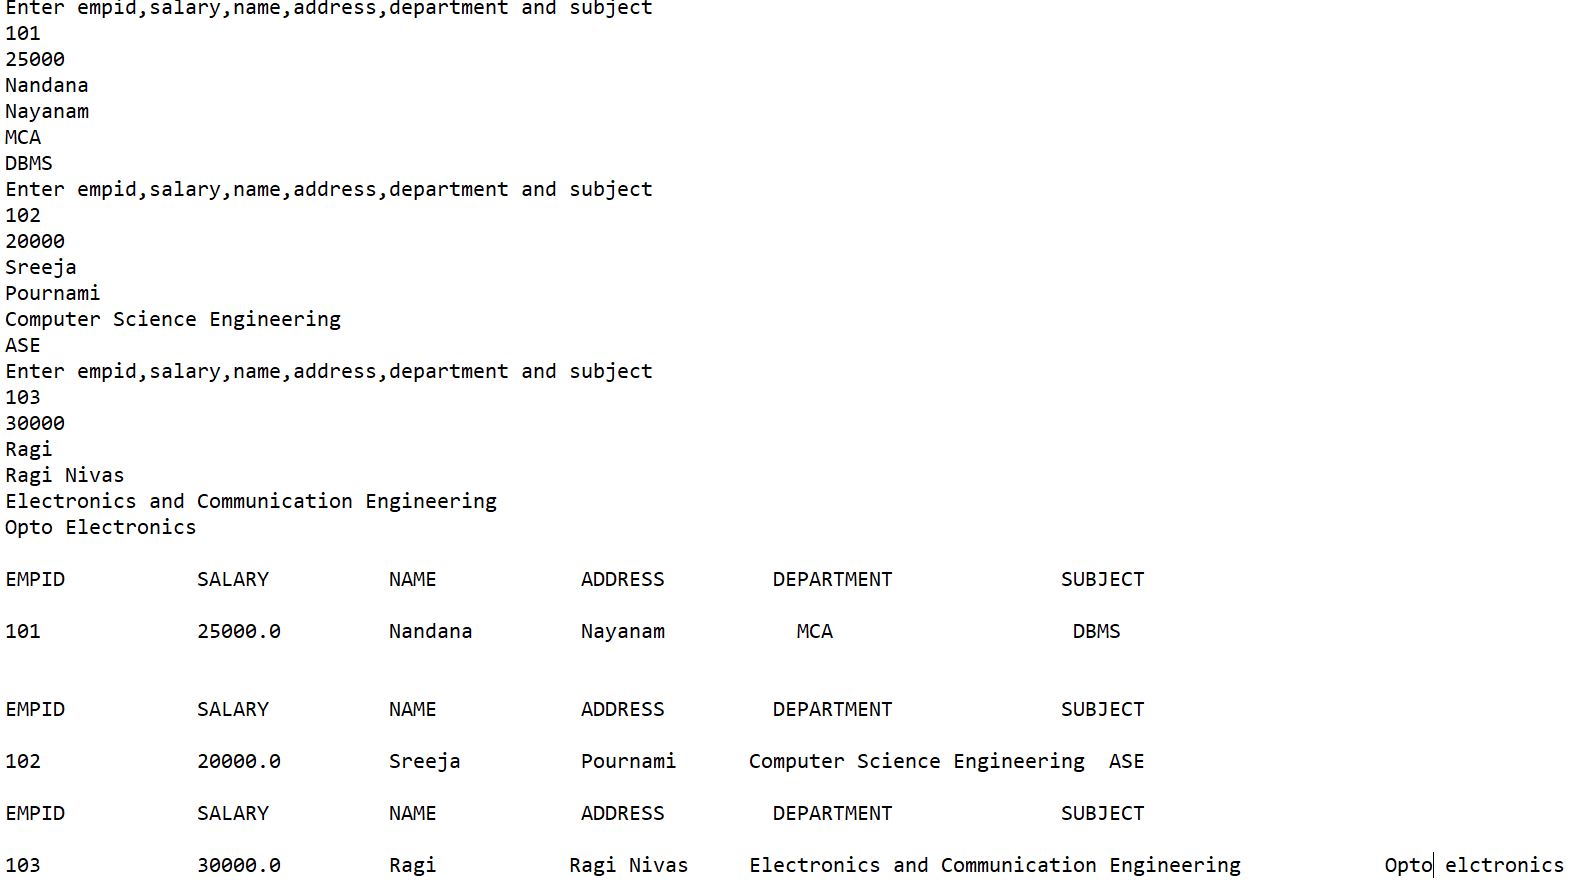 Enter empid,salary,name,address,department and subject
101
25000
Nandana
Nayanam
MCA
DBMS
Enter empid,salary,name,address,department and subject
102
20000
Sreeja
Pournami
Computer Science Engineering
ASE
Enter empid,salary,name,address,department and subject
103
30000
Ragi
Ragi Nivas
Electronics and Communication Engineering
Opto Electronics
EMPID SALARY NAME ADDRESS DEPARTMENT SUBJECT
101 25000.0 Nandana Nayanam MCA DBMS
EMPID SALARY NAME ADDRESS DEPARTMENT SUBJECT
102 20000.0 Sreeja Pournami Computer Science Engineering ASE
EMPID SALARY NAME ADDRESS DEPARTMENT SUBJECT
103 30000.0 Ragi Ragi Nivas Electronics and Communication Engineering Opto elctronics